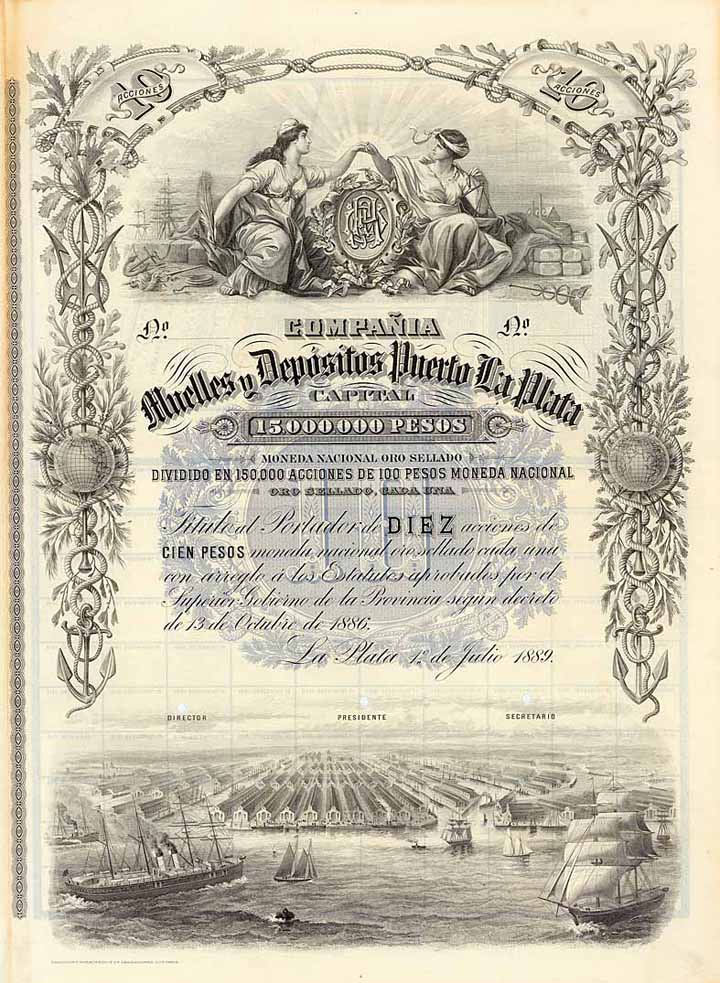 10 ACCIONES
10 ACCIONES
Nº
Nº
COMPAÑIA
Muelles y Depósitos Puerto La Plata
CAPITAL
15.000.000 PESOS
MONEDA NACIONAL ORO SELLADO
DIVIDIDO EN 150,000 ACCIONES DE 100 PESOS MONEDA NACIONAL
ORO SELLADO, CADA UNA
Titulo al Portador de DIEZ acciones de
CIEN PESOS moneda nacional oro sellado cada una
con arreglo á los Estatutos aprovados por el
Superior Gobierno de la Provincia según decreto
de 13 de Octubre de 1886.
La Plata 1º de Julio 1889.
DIRECTOR
PRESIDENTE
SECRETARIO